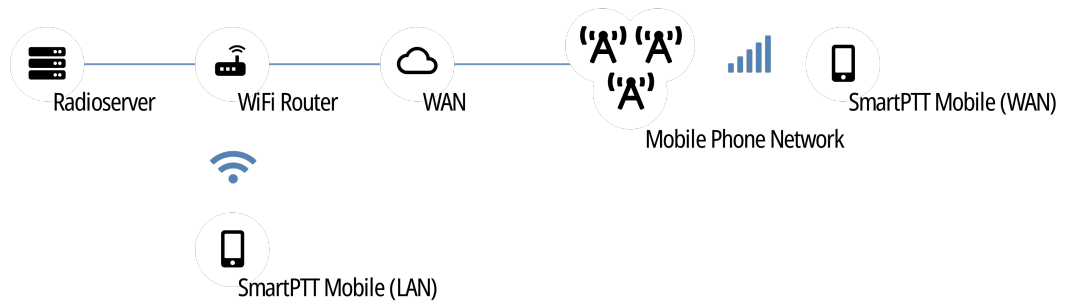 Radioserver
WiFi Router
WAN
SmartPTT Mobile (WAN)
Mobile Phone Network
SmartPTT Mobile (LAN)